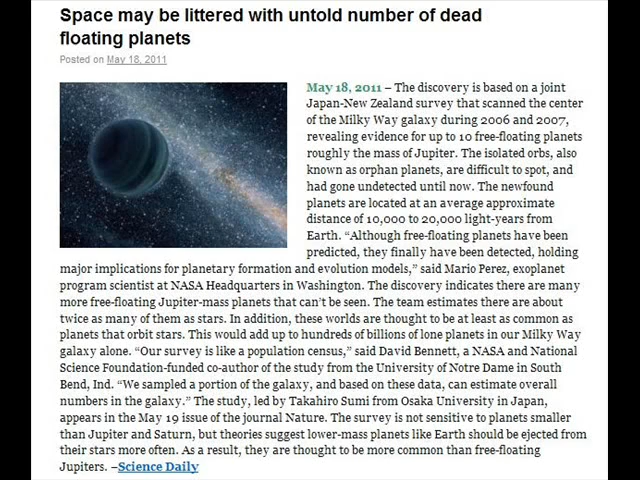 Space may be littered with untold number of dead
floating planets
Posted on May 18, 2011
May 18, 2011 – The discovery is based on a joint
Japan-New Zealand survey that scanned the center
of the Milky Way galaxy during 2006 and 2007,
revealing evidence for up to 10 free-floating planets
roughly the mass of Jupiter. The isolated orbs, also
known as orphan planets, are difficult to spot, and
had gone undetected until now. The newfound
planets are located at an average approximate
distance of 10,000 to 20,000 light-years from
Earth. “Although free-floating planets have been
predicted, they finally have been detected, holding
major implications for planetary formation and evolution models,” said Mario Perez, exoplanet
program scientist at NASA Headquarters in Washington. The discovery indicates there are many
more free-floating Jupiter-mass planets that can’t be seen. The team estimates there are about
twice as many of them as stars. In addition, these worlds are thought to be at least as common as
planets that orbit stars. This would add up to hundreds of billions of lone planets in our Milky Way
galaxy alone. “Our survey is like a population census,” said David Bennett, a NASA and National
Science Foundation-funded co-author of the study from the University of Notre Dame in South
Bend, Ind. “We sampled a portion of the galaxy, and based on these data, can estimate overall
numbers in the galaxy.” The study, led by Takahiro Sumi from Osaka University in Japan,
appears in the May 19 issue of the journal Nature. The survey is not sensitive to planets smaller
than Jupiter and Saturn, but theories suggest lower-mass planets like Earth should be ejected from
their stars more often. As a result, they are thought to be more common than free-floating
Jupiters. –Science Daily